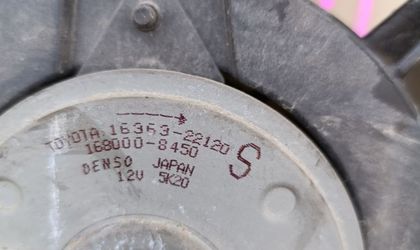 TOYOTA 16363-22120
168000-8450
S
DENSO JAPAN
12V 5K20